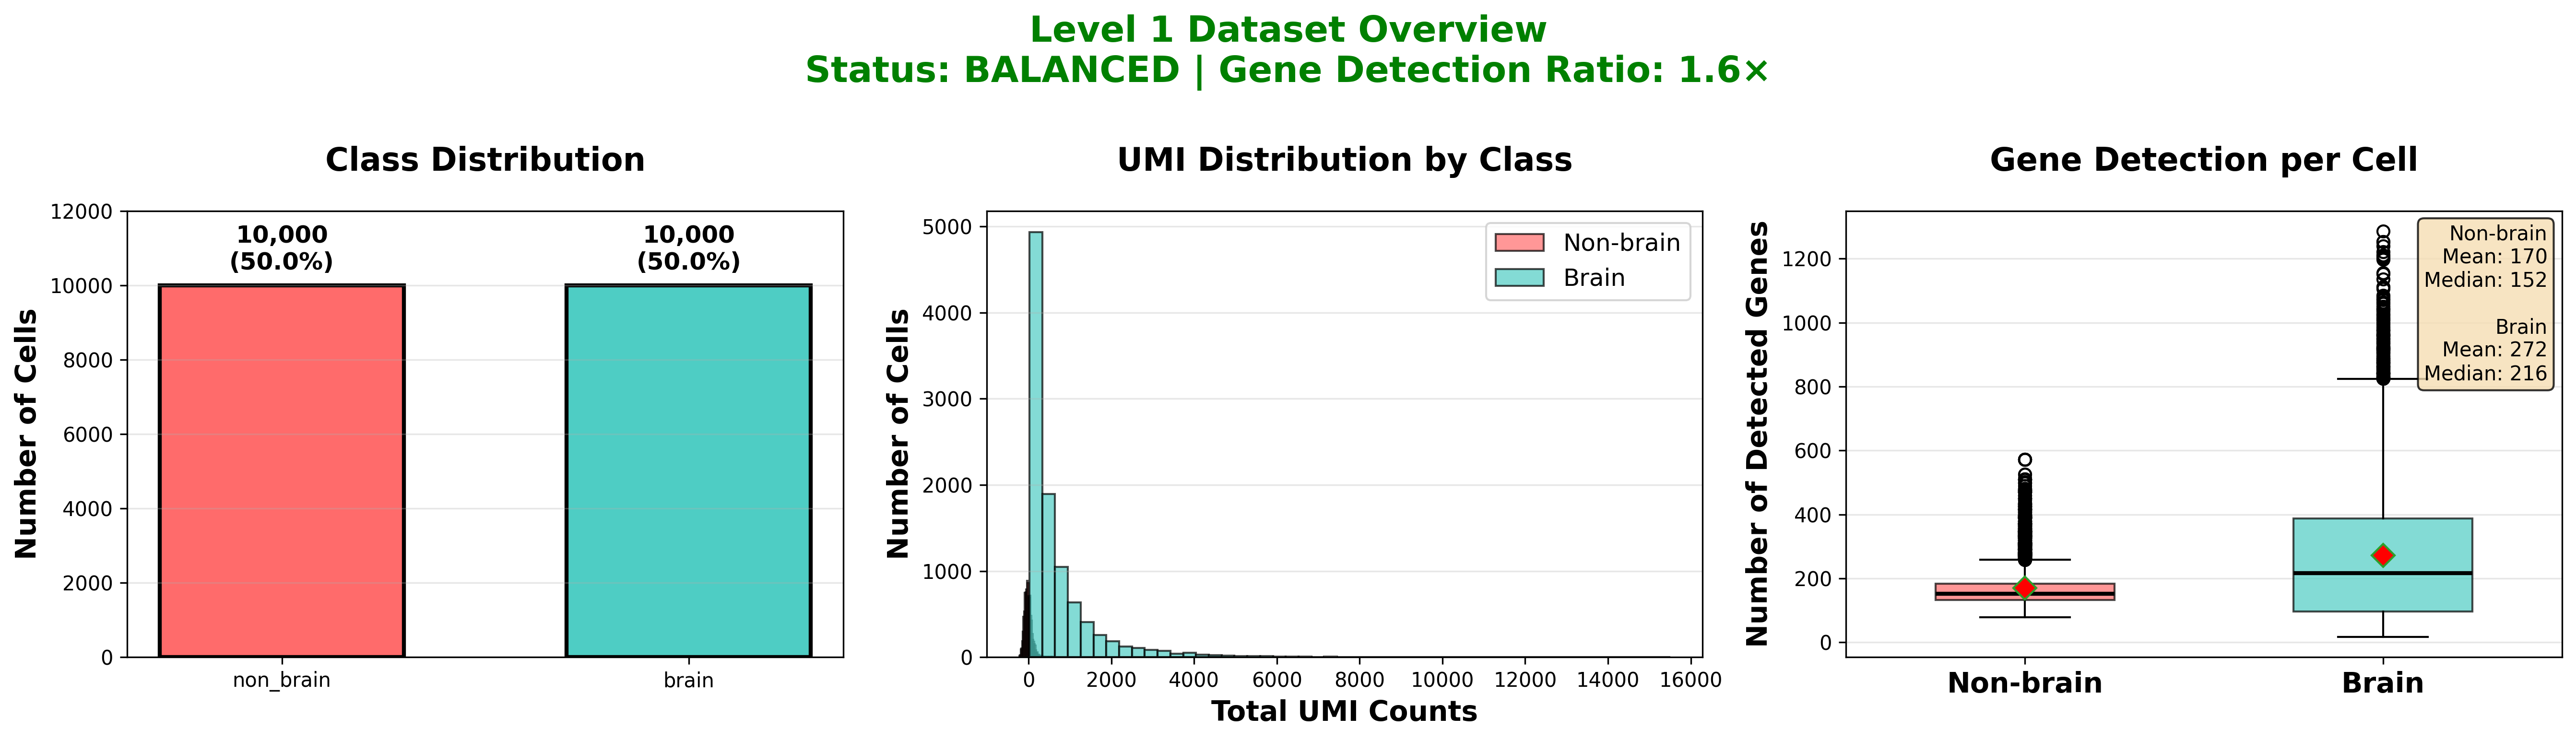 Level 1 Dataset Overview
Status: BALANCED | Gene Detection Ratio: 1.6×
Class Distribution
Number of Cells
12000
10000
8000
6000
4000
2000
0
10,000
(50.0%)
10,000
(50.0%)
non_brain
brain
UMI Distribution by Class
Number of Cells
5000
4000
3000
2000
1000
0
Non-brain
Brain
0
2000
4000
6000
8000
10000
12000
14000
16000
Total UMI Counts
Gene Detection per Cell
Number of Detected Genes
1200
1000
800
600
400
200
0
Non-brain
Mean: 170
Median: 152
Brain
Mean: 272
Median: 216
Non-brain
Brain